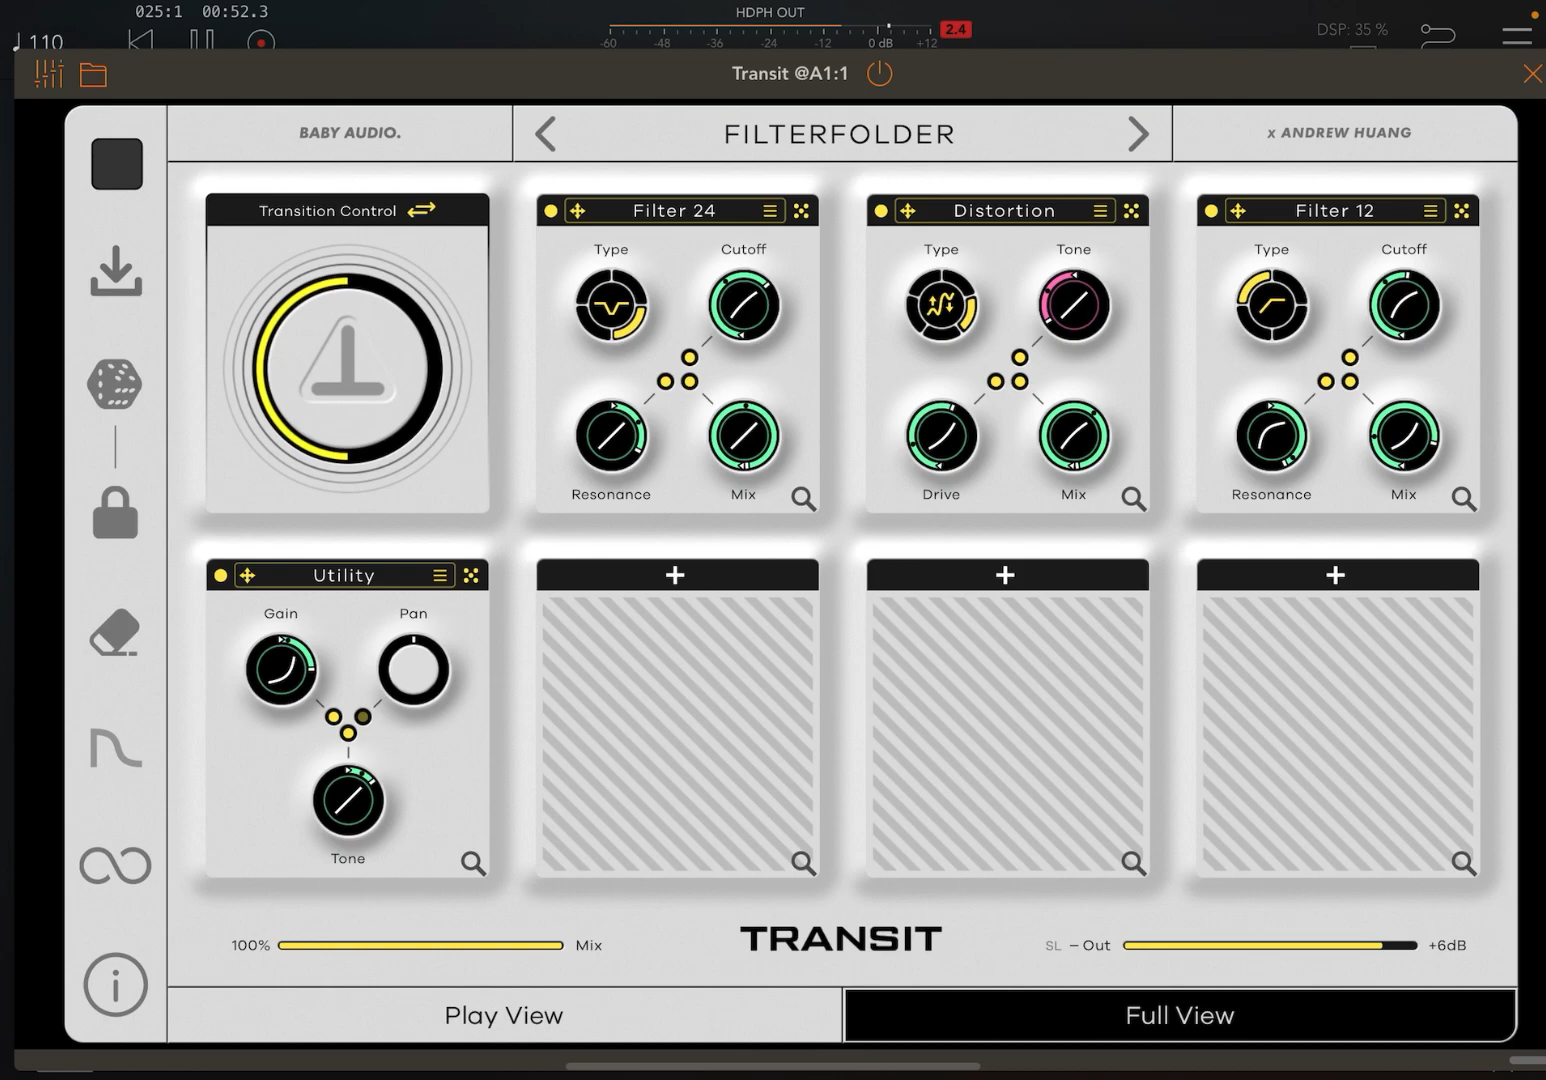 025:1 00:52.3
HDPH OUT
♩110
-60 -48 -36 -24 -12 0 dB +12
2.4
DSP: 35 %
Transit @A1:1
BABY AUDIO.
FILTERFOLDER
x ANDREW HUANG
Transition Control
Filter 24
Type
Cutoff
Resonance
Mix
Distortion
Type
Tone
Drive
Mix
Filter 12
Type
Cutoff
Resonance
Mix
Utility
Gain
Pan
Tone
+
+
+
100% Mix
TRANSIT
SL – Out +6dB
Play View
Full View